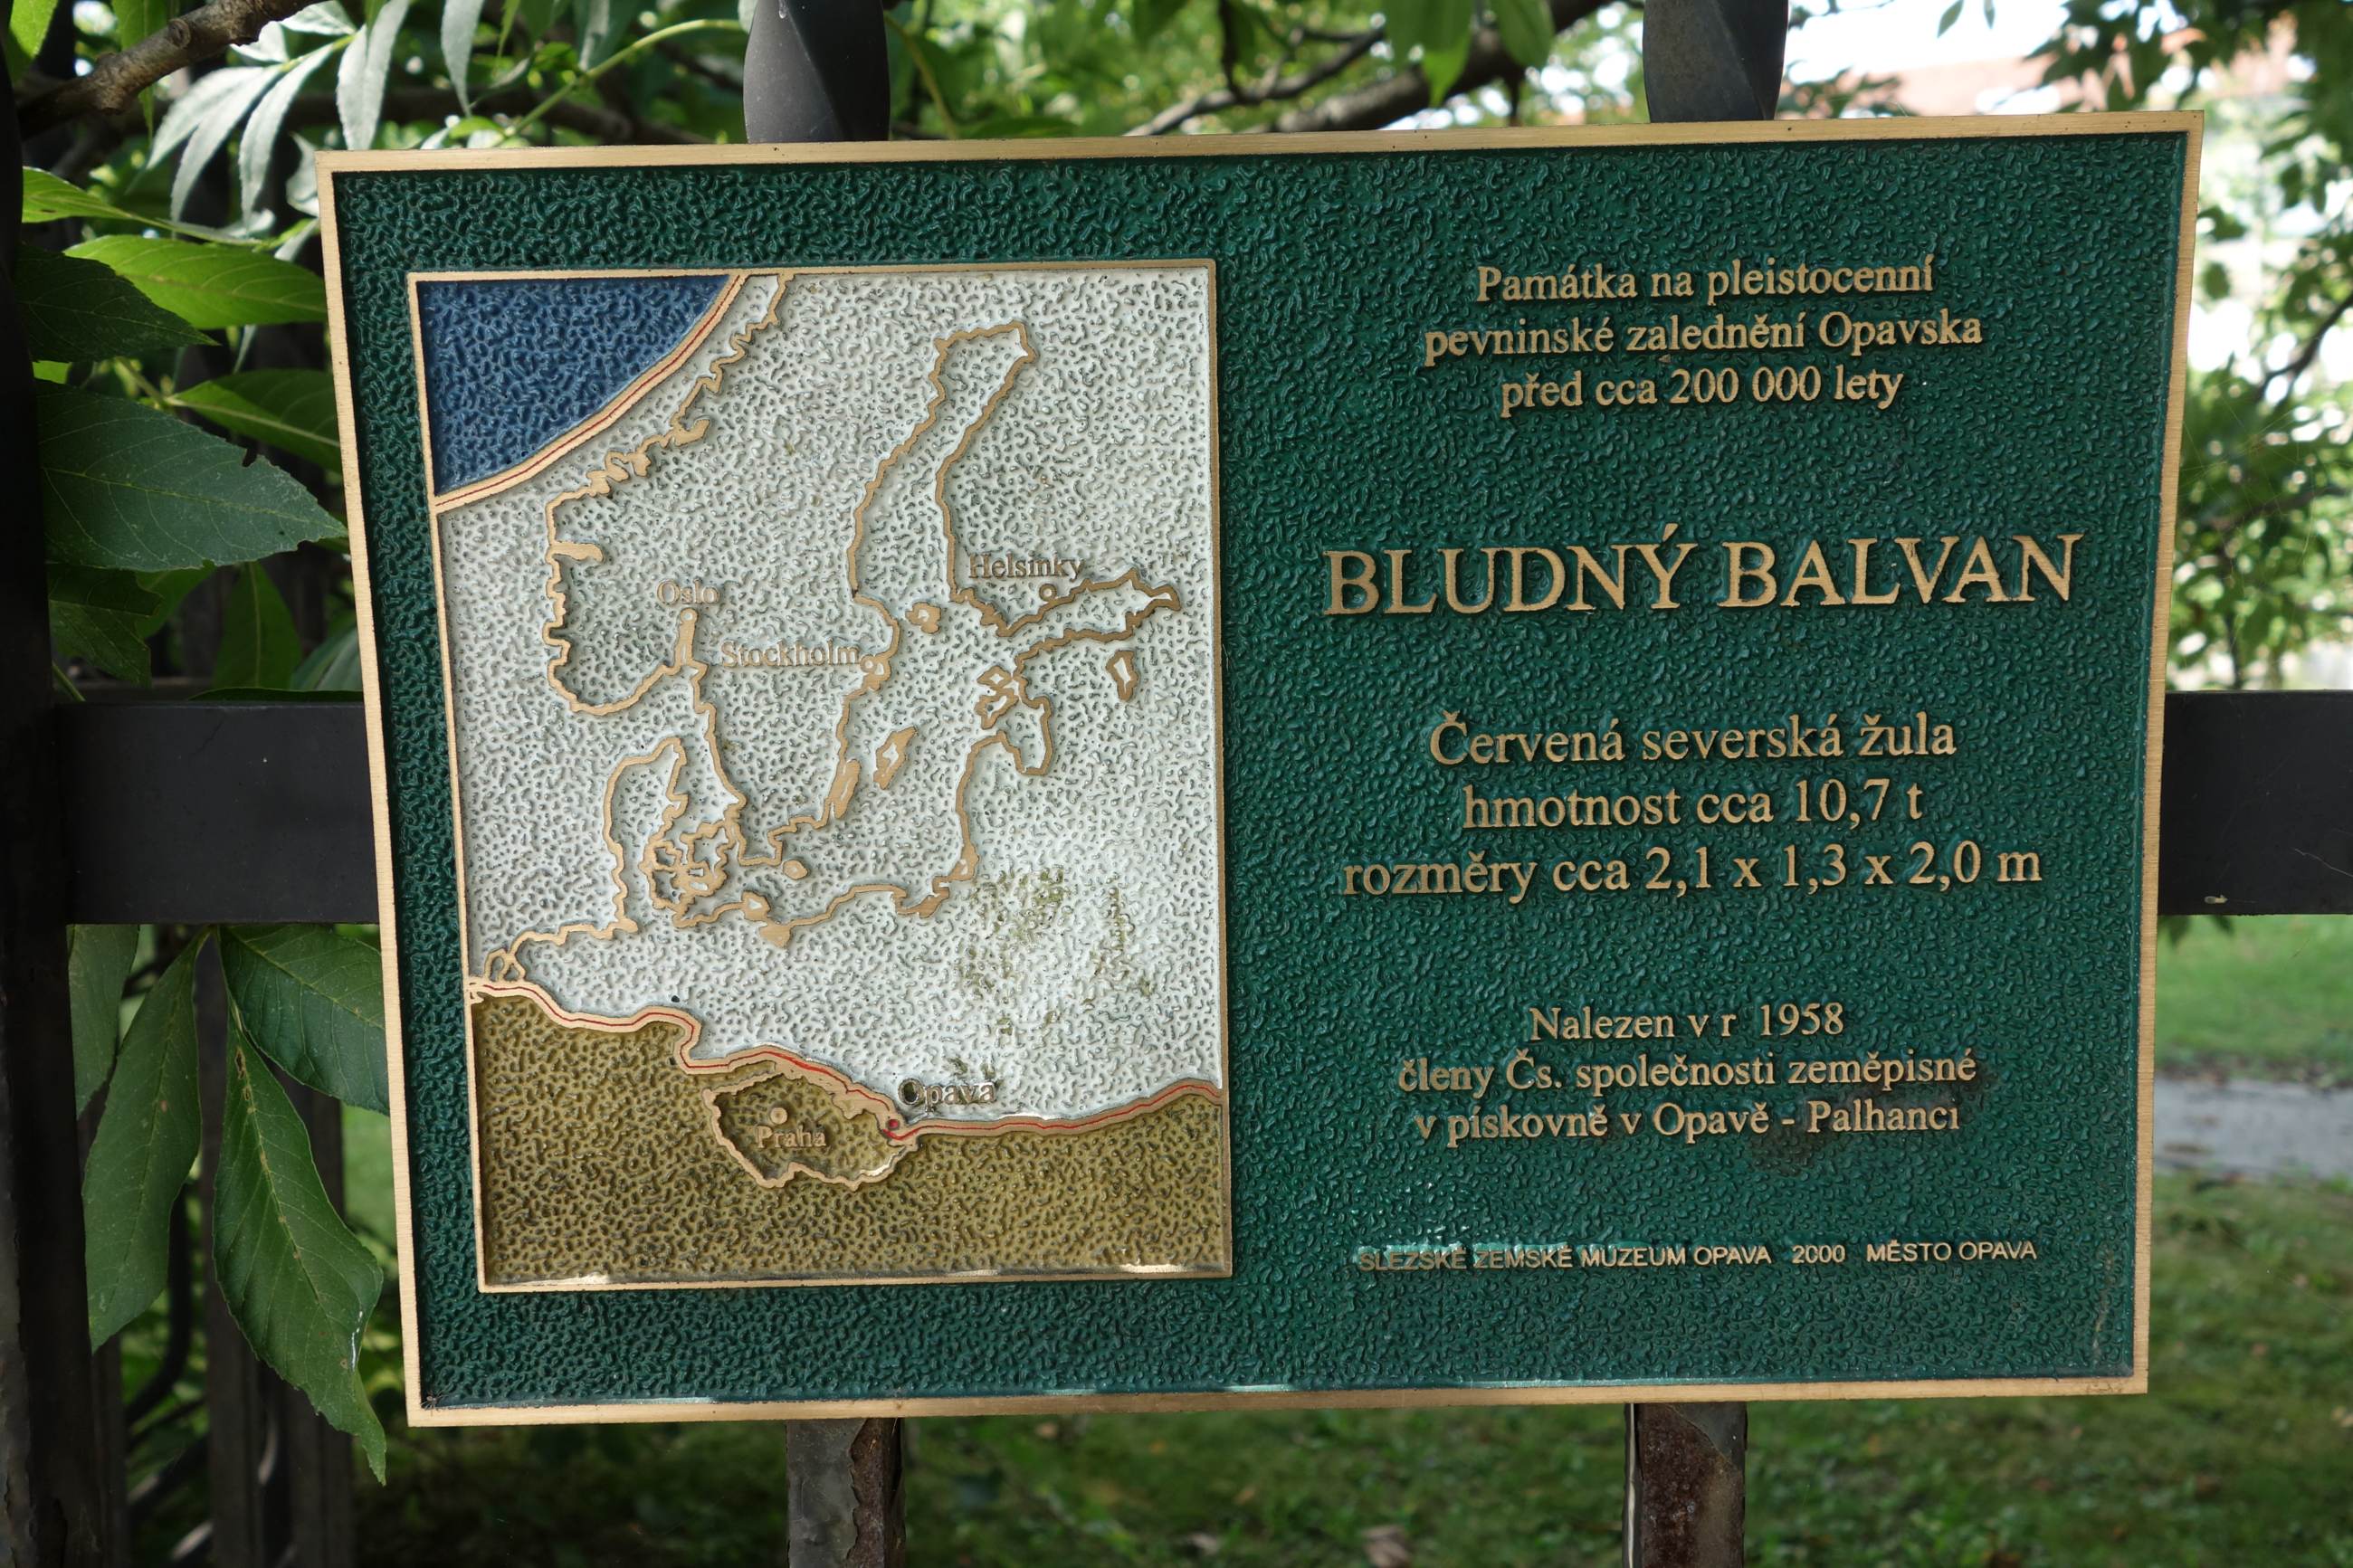 Památka na pleistocenní
pevninské zalednění Opavska
před cca 200 000 lety
BLUDNÝ BALVAN
Červená severská žula
hmotnost cca 10,7 t
rozměry cca 2,1 x 1,3 x 2,0 m
Nalezen v r 1958
členy Čs. společnosti zeměpisné
v pískovně v Opavě - Palhanci
SLEZSKÉ ZEMSKÉ MUZEUM OPAVA 2000 MĚSTO OPAVA
Helsinky
Oslo
Stockholm
Opava
Praha